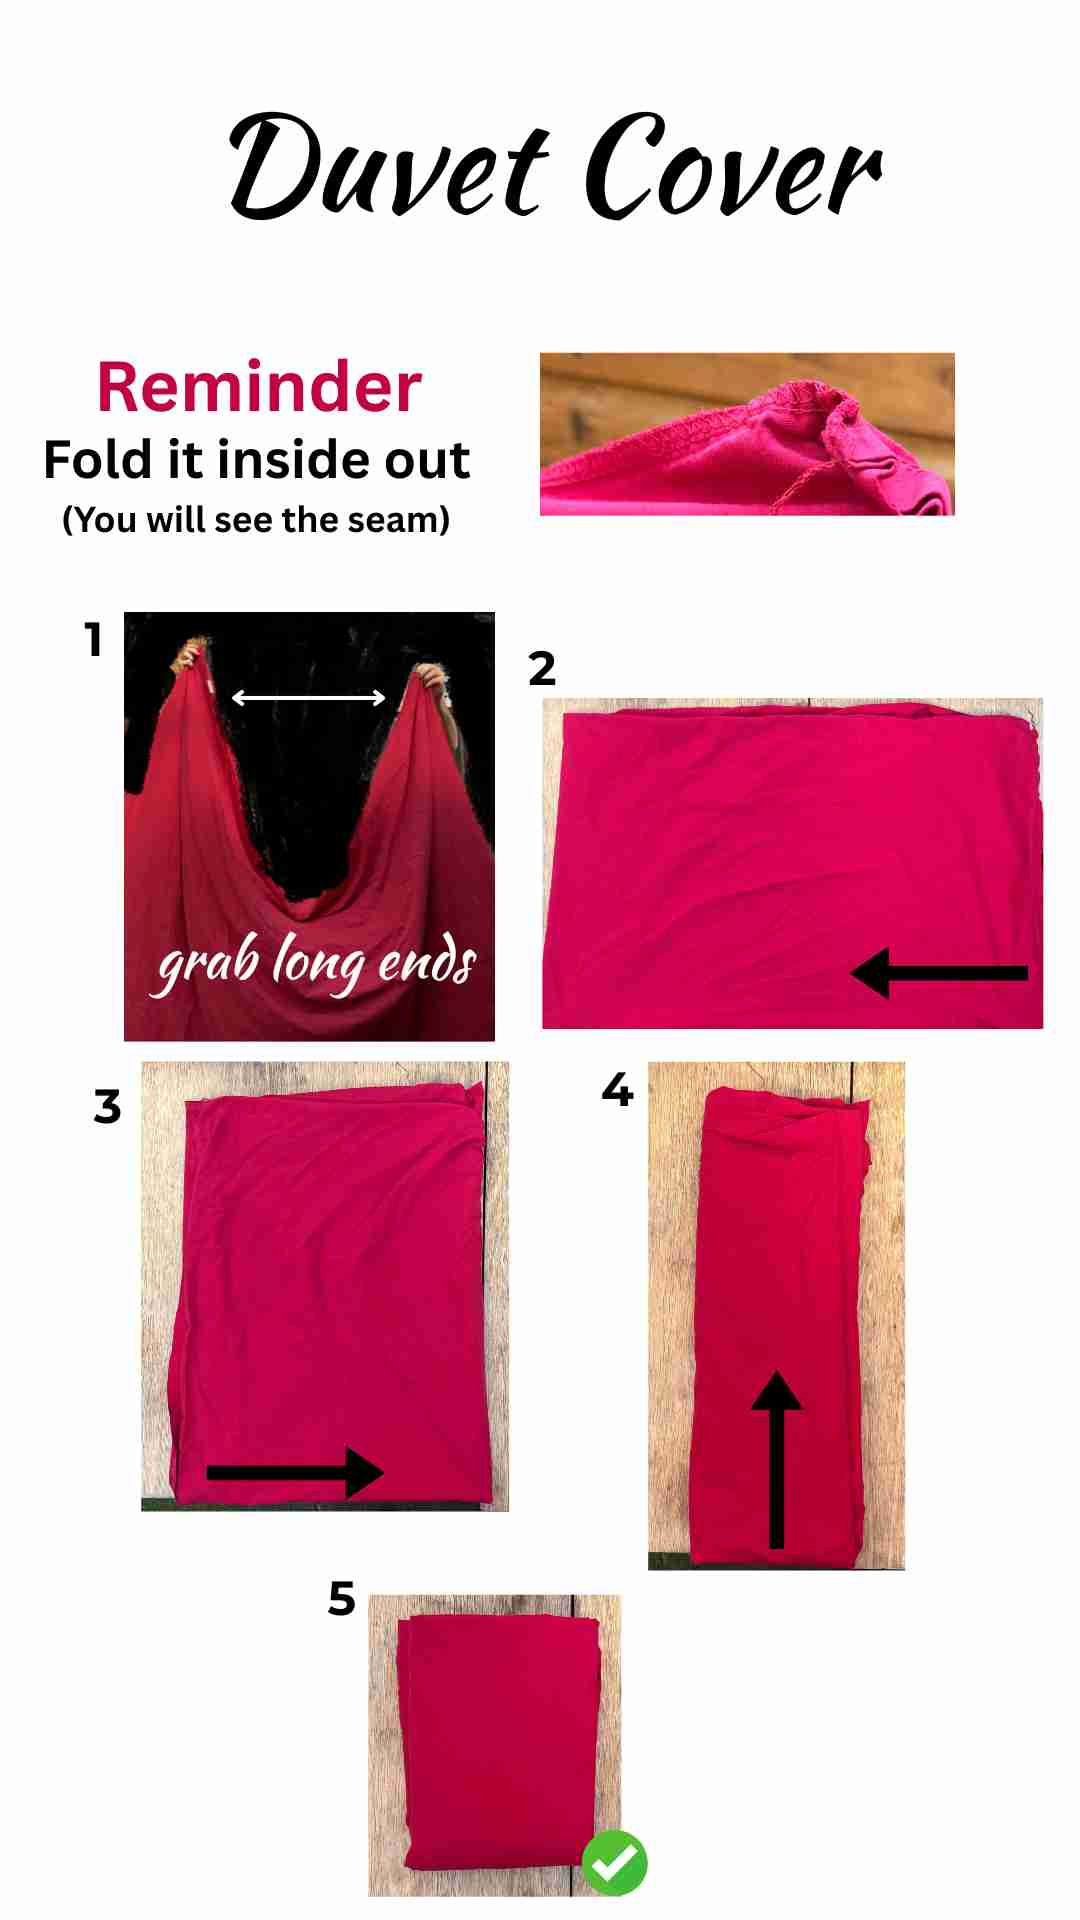 Duvet Cover
Reminder
Fold it inside out
(You will see the seam)
1
grab long ends
2
3
4
5